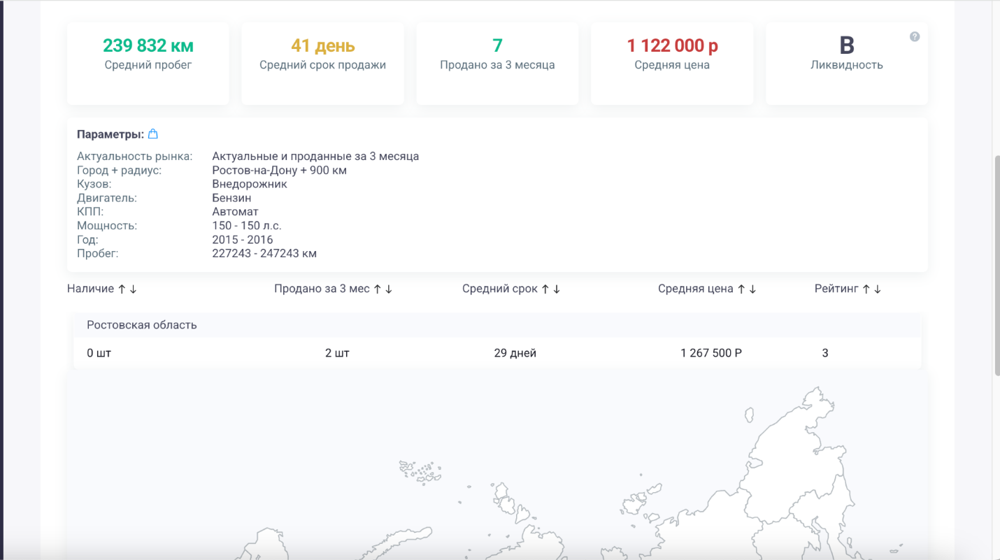 239 832 км
Средний пробег
41 день
Средний срок продажи
7
Продано за 3 месяца
1 122 000 р
Средняя цена
B
Ликвидность
?
Параметры:
Актуальность рынка: Актуальные и проданные за 3 месяца
Город + радиус: Ростов-на-Дону + 900 км
Кузов: Внедорожник
Двигатель: Бензин
КПП: Автомат
Мощность: 150 - 150 л.с.
Год: 2015 - 2016
Пробег: 227243 - 247243 км
Наличие ↑ ↓ Продано за 3 мес ↑ ↓ Средний срок ↑ ↓ Средняя цена ↑ ↓ Рейтинг ↑ ↓
Ростовская область
0 шт 2 шт 29 дней 1 267 500 Р 3